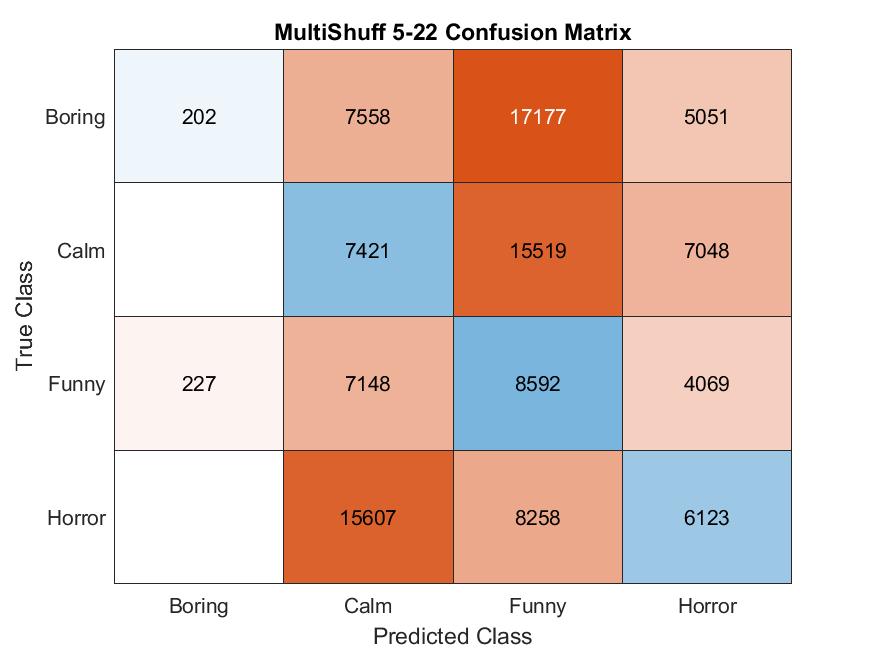 MultiShuff 5-22 Confusion Matrix
True Class
Boring 202 7558 17177 5051
Calm 7421 15519 7048
Funny 227 7148 8592 4069
Horror 15607 8258 6123
Boring Calm Funny Horror
Predicted Class